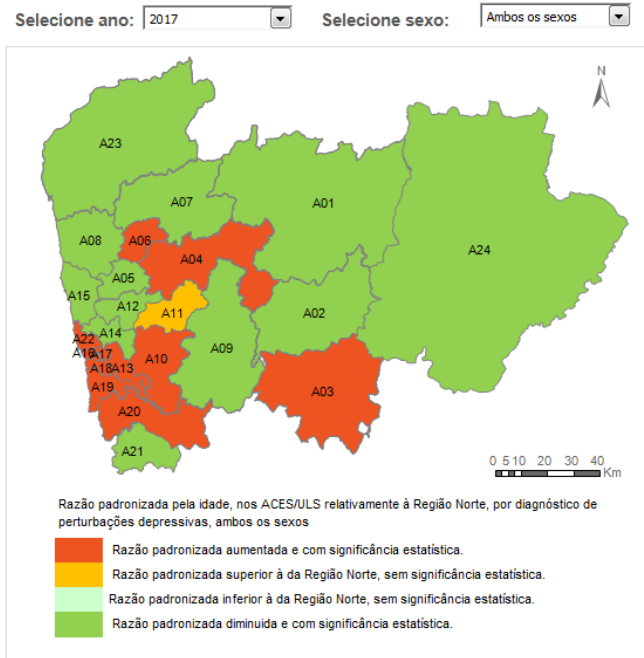 Selecione ano: 2017 Selecione sexo: Ambos os sexos
N
A23
A07
A01
A08
A06
A04
A24
A05
A15
A12
A11
A02
A22
A14
A16 A17
A10
A09
A18 A13
A19
A03
A20
A21
0 5 10 20 30 40
Km
Razão padronizada pela idade, nos ACES/ULS relativamente à Região Norte, por diagnóstico de
perturbações depressivas, ambos os sexos
Razão padronizada aumentada e com significância estatística.
Razão padronizada superior à da Região Norte, sem significância estatística.
Razão padronizada inferior à da Região Norte, sem significância estatística.
Razão padronizada diminuida e com significância estatística.